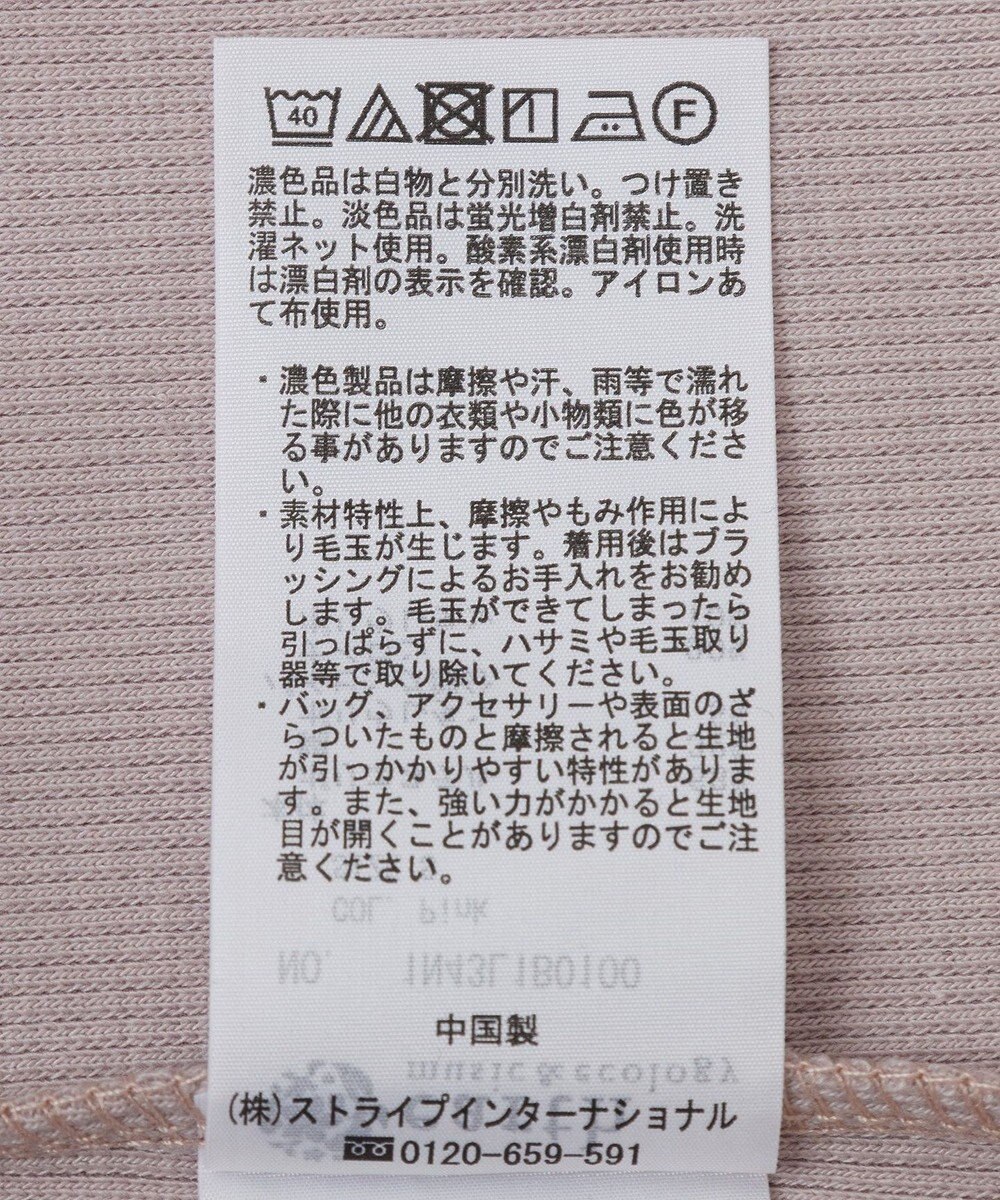 40 F
濃色品は白物と分別洗い。つけ置き
禁止。淡色品は蛍光増白剤禁止。洗
濯ネット使用。酸素系漂白剤使用時
は漂白剤の表示を確認。アイロンあ
て布使用。
・濃色製品は摩擦や汗、雨等で濡れ
た際に他の衣類や小物類に色が移
る事がありますのでご注意くださ
い。
・素材特性上、摩擦やもみ作用によ
り毛玉が生じます。着用後はブラ
ッシングによるお手入れをお勧め
します。毛玉ができてしまったら
引っぱらずに、ハサミや毛玉取り
器等で取り除いてください。
・バッグ、アクセサリーや表面のざ
らついたものと摩擦されると生地
が引っかかりやすい特性がありま
す。また、強い力がかかると生地
目が開くことがありますのでご注
意ください。
COL. Pink
NO. 1N43L1B0100
中国製
music&ecology
earth
(株)ストライプインターナショナル
0120-659-591